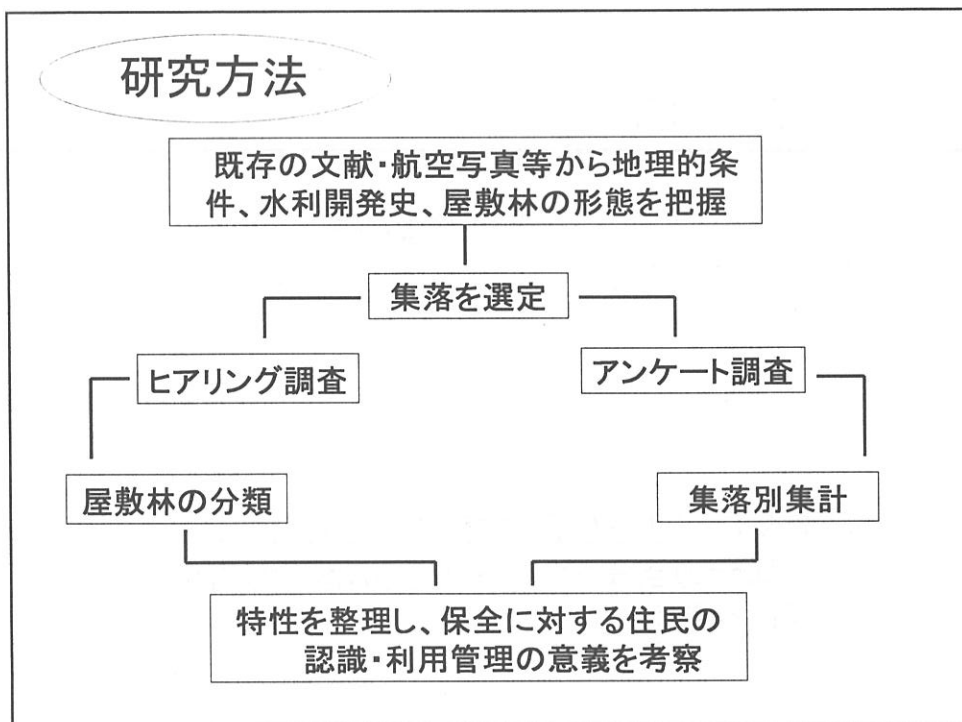 研究方法
既存の文献・航空写真等から地理的条
件、水利開発史、屋敷林の形態を把握
集落を選定
ヒアリング調査
アンケート調査
屋敷林の分類
集落別集計
特性を整理し、保全に対する住民の
認識・利用管理の意義を考察